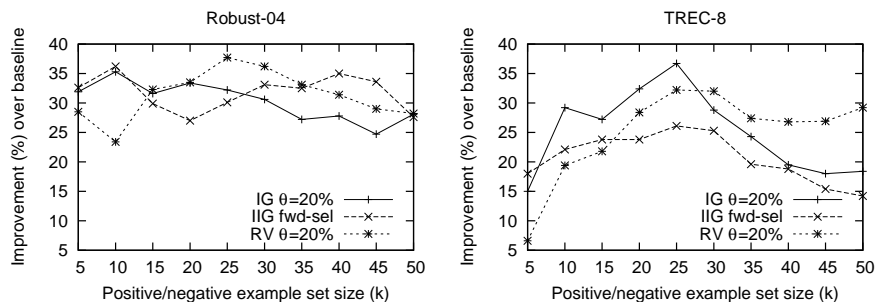 Robust-04
Improvement (%) over baseline
40
35
30
25
20
15
10
5
IG θ=20%
IIG fwd-sel
RV θ=20%
5 10 15 20 25 30 35 40 45 50
Positive/negative example set size (k)
TREC-8
Improvement (%) over baseline
40
35
30
25
20
15
10
5
IG θ=20%
IIG fwd-sel
RV θ=20%
5 10 15 20 25 30 35 40 45 50
Positive/negative example set size (k)